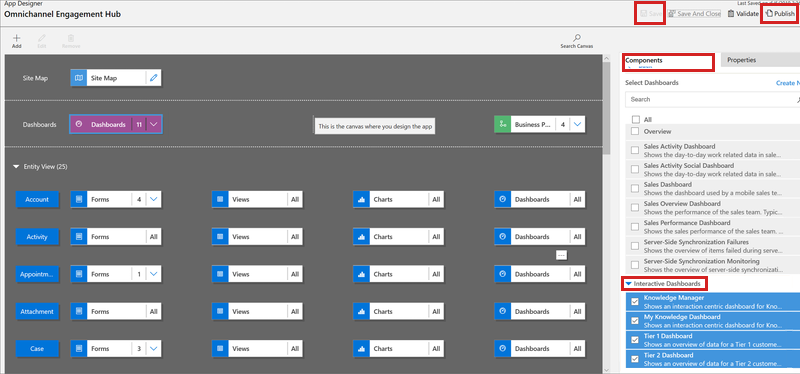 App Designer
Omnichannel Engagement Hub
Save
Save And Close
Validate
Publish
Add
Edit
Remove
Search Canvas
Components
Properties
Site Map
Site Map
Select Dashboards
Create N
Search
Dashboards
Dashboards 11
This is the canvas where you design the app
Business P... 4
All
Overview
Sales Activity Dashboard
Shows the day-to-day work related data in sale...
Sales Activity Social Dashboard
Shows the day-to-day work related data in sale...
Sales Dashboard
Shows the dashboard used by a mobile sales te...
Sales Overview Dashboard
Shows the performance of the sales team. Typic...
Sales Performance Dashboard
Shows the performance of the sales team.
Server-Side Synchronization Failures
Shows the overview of items failed during serve...
Server-Side Synchronization Monitoring
Shows the overview of server-side synchronizat...
Interactive Dashboards
Knowledge Manager
Shows an interaction centric dashboard for Kno...
My Knowledge Dashboard
Shows an interaction centric dashboard for Kno...
Tier 1 Dashboard
Shows an overview of data for a Tier 1 custome...
Tier 2 Dashboard
Shows an overview of data for a Tier 2 custome...
Entity View (25)
Account Forms 4 Views All Charts All Dashboards All
Activity Forms All Views All Charts All Dashboards All
...
Appointm... Forms 1 Views All Charts All Dashboards All
Attachment Forms All Views All Charts All Dashboards All
Case Forms 3 Views All Charts All Dashboards All